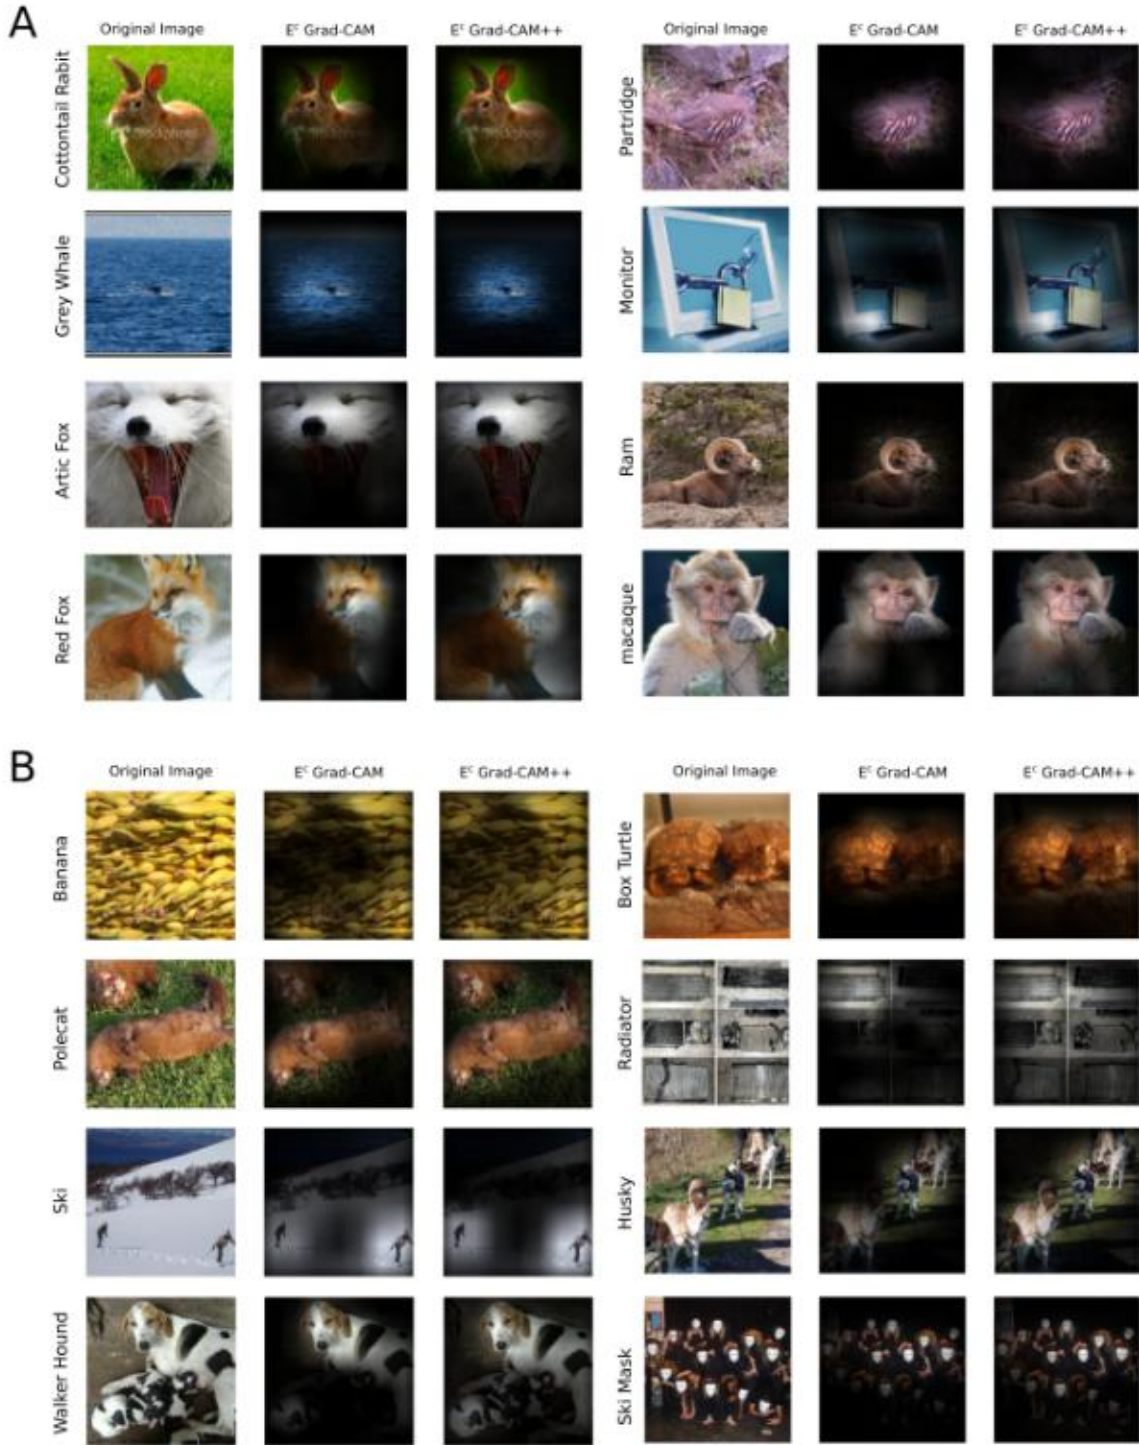 A
Original Image E^c Grad-CAM E^c Grad-CAM++ Original Image E^c Grad-CAM E^c Grad-CAM++
Cottontail Rabit
Partridge
Grey Whale
Monitor
Artic Fox
Ram
Red Fox
macaque
B
Original Image E^c Grad-CAM E^c Grad-CAM++ Original Image E^c Grad-CAM E^c Grad-CAM++
Banana
Box Turtle
Polecat
Radiator
Ski
Husky
Walker Hound
Ski Mask